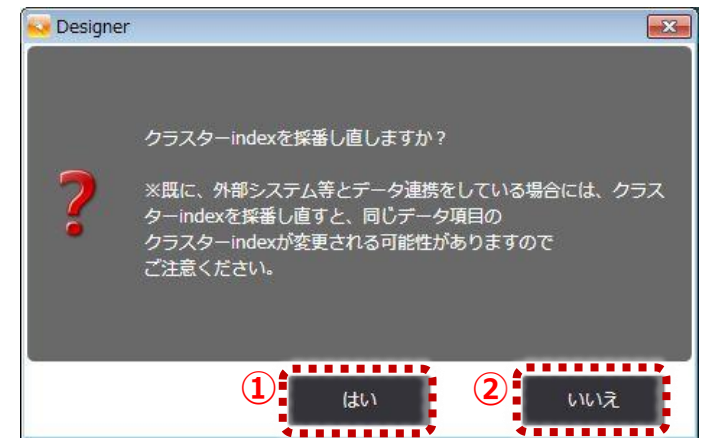 Designer
クラスターindexを採番し直しますか？
※既に、外部システム等とデータ連携をしている場合には、クラス
ターindexを採番し直すと、同じデータ項目の
クラスターindexが変更される可能性がありますので
ご注意ください。
① はい ② いいえ